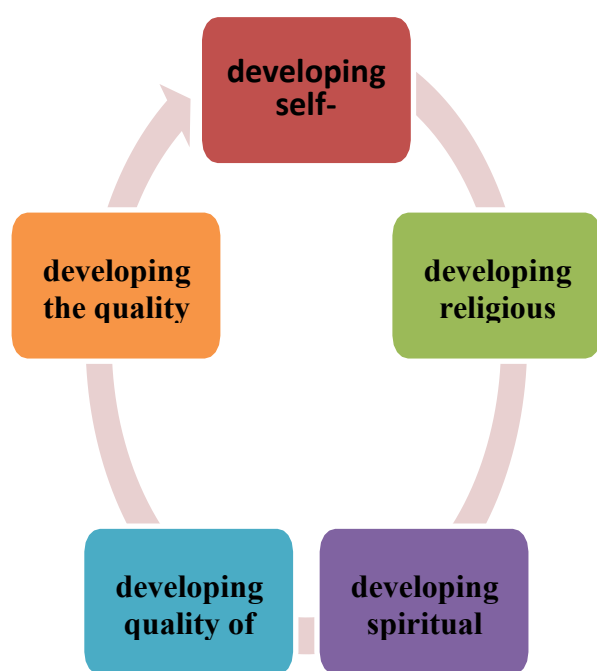 developing
self-
developing
religious
developing
spiritual
developing
quality of
developing
the quality